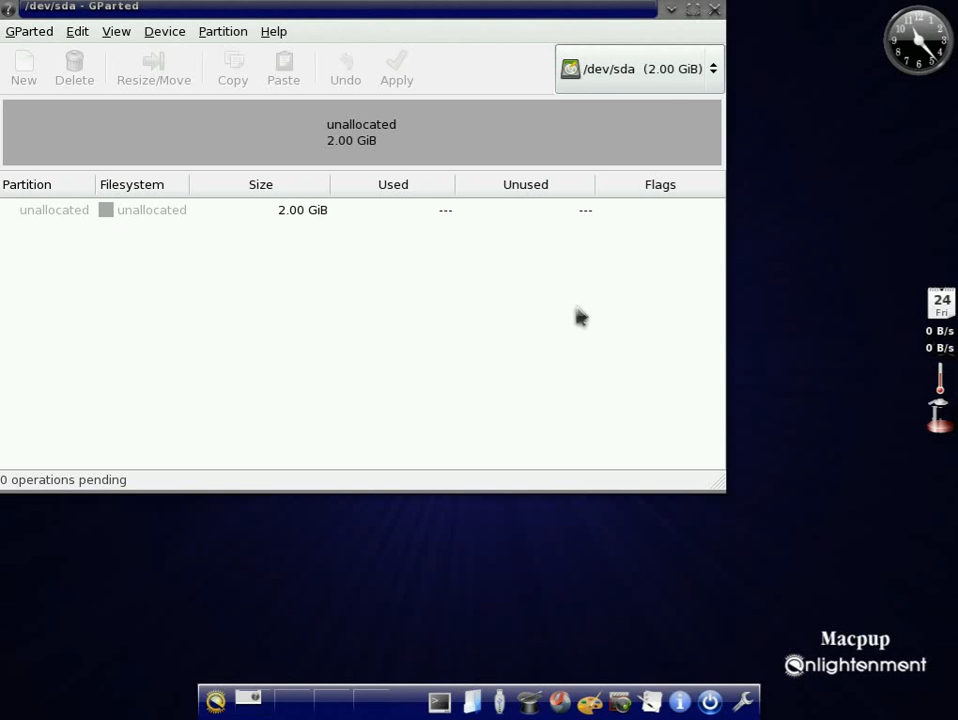 /dev/sda - GParted
GParted Edit View Device Partition Help
New Delete Resize/Move Copy Paste Undo Apply
/dev/sda (2.00 GiB)
unallocated
2.00 GiB
Partition Filesystem Size Used Unused Flags
unallocated unallocated 2.00 GiB --- ---
0 operations pending
24
Fri
0 B/s
0 B/s
Macpup
Enlightenment